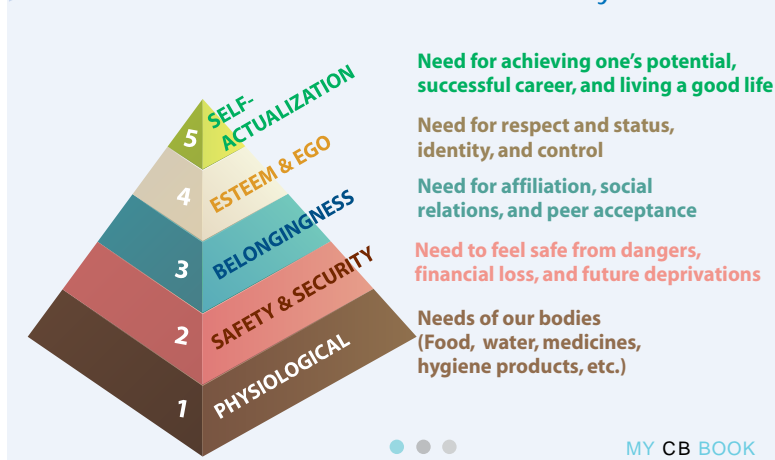 5
SELF-
ACTUALIZATION
Need for achieving one's potential,
successful career, and living a good life
4
ESTEEM & EGO
Need for respect and status,
identity, and control
3
BELONGINGNESS
Need for affiliation, social
relations, and peer acceptance
2
SAFETY & SECURITY
Need to feel safe from dangers,
financial loss, and future deprivations
1
PHYSIOLOGICAL
Needs of our bodies
(Food, water, medicines,
hygiene products, etc.)
MY CB BOOK